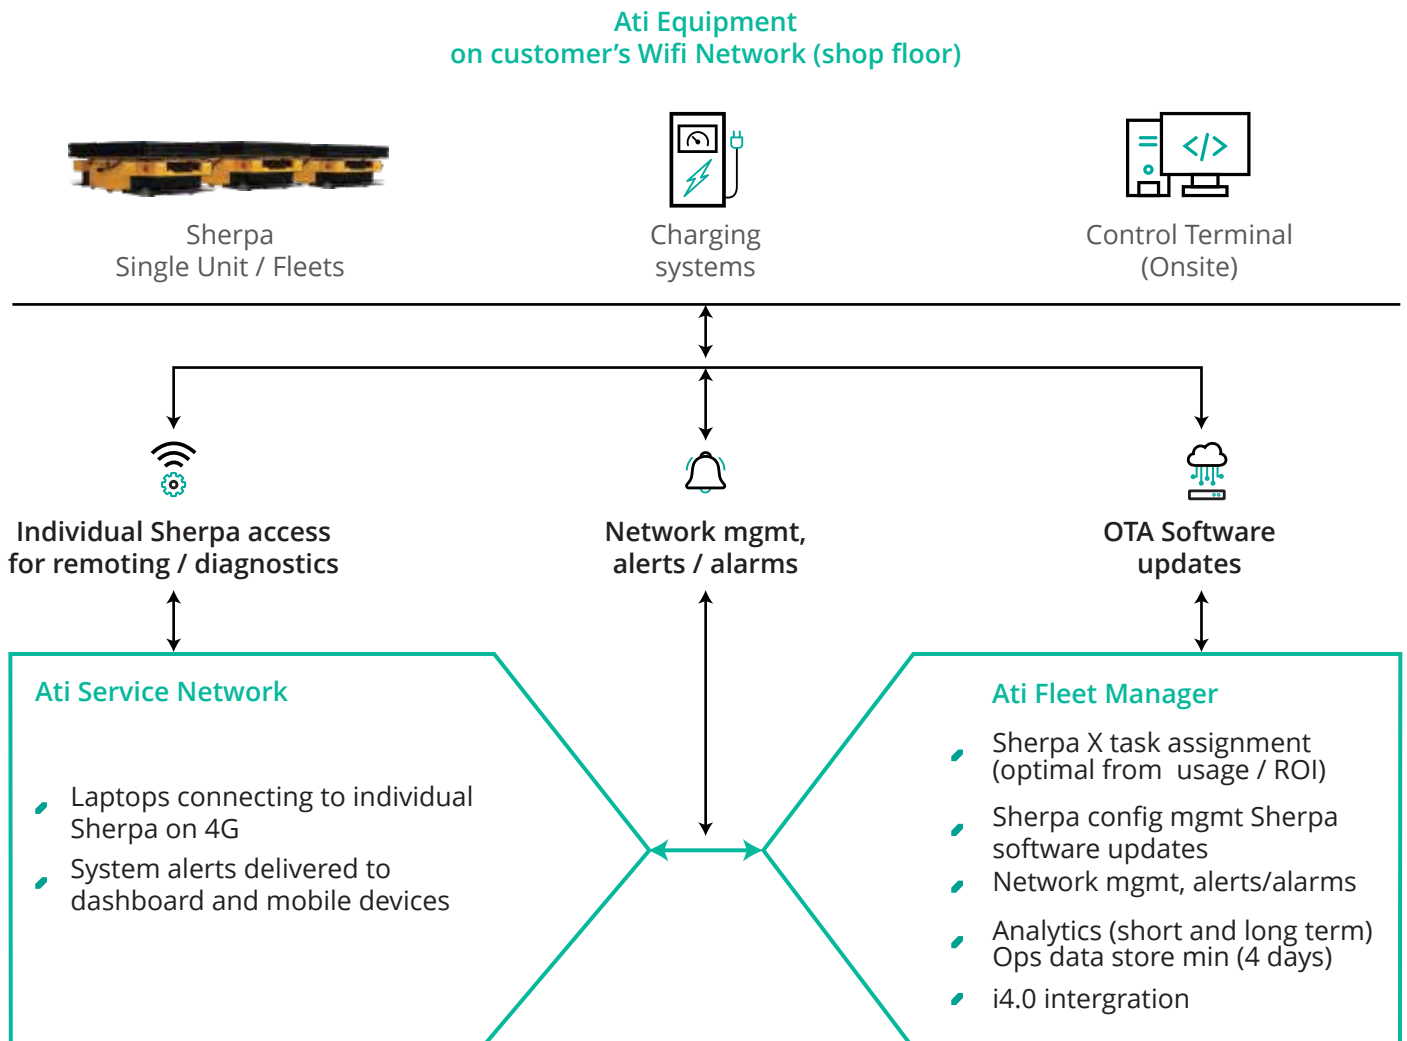 Ati Equipment
on customer’s Wifi Network (shop floor)
Sherpa
Single Unit / Fleets
Charging
systems
</>
Control Terminal
(Onsite)
Individual Sherpa access
for remoting / diagnostics
Network mgmt,
alerts / alarms
OTA Software
updates
Ati Service Network
Laptops connecting to individual
Sherpa on 4G
System alerts delivered to
dashboard and mobile devices
Ati Fleet Manager
Sherpa X task assignment
(optimal from usage / ROI)
Sherpa config mgmt Sherpa
software updates
Network mgmt, alerts/alarms
Analytics (short and long term)
Ops data store min (4 days)
i4.0 intergration